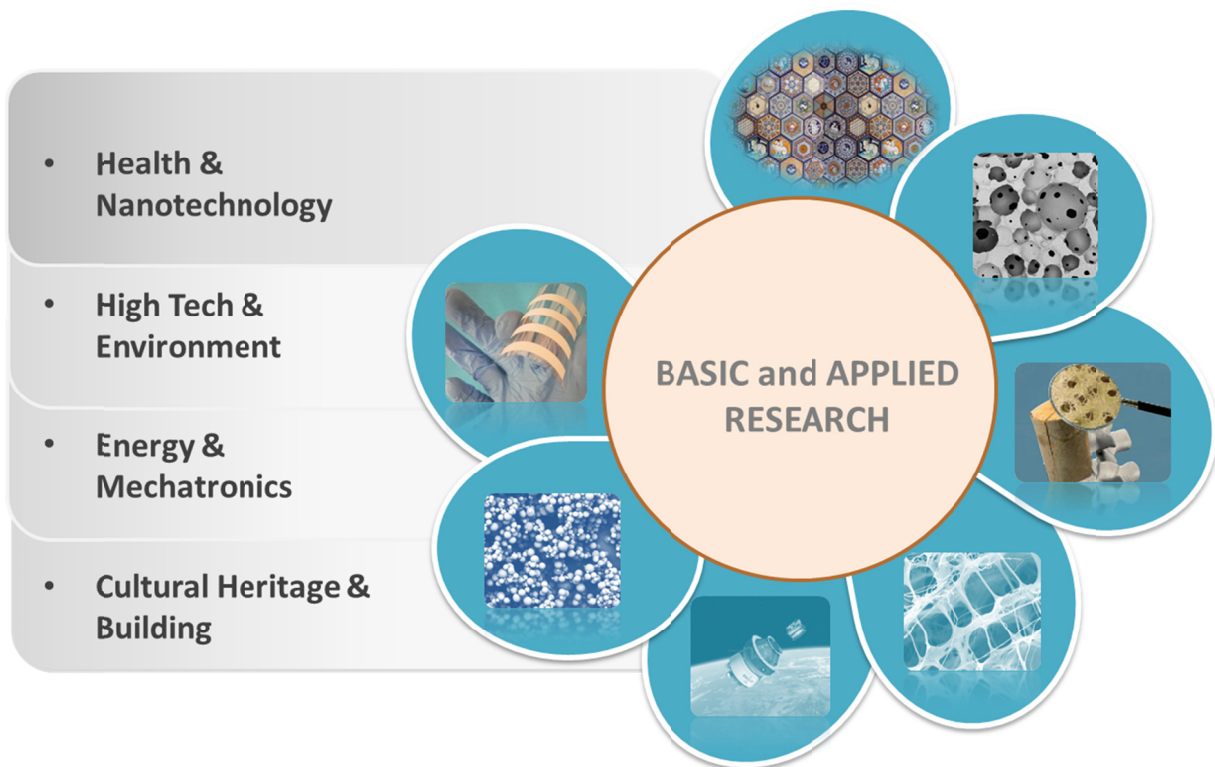 • Health &
Nanotechnology
• High Tech &
Environment
• Energy &
Mechatronics
• Cultural Heritage &
Building
BASIC and APPLIED
RESEARCH